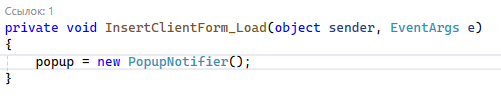 Ссылок: 1
private void InsertClientForm_Load(object sender, EventArgs e)
{
    popup = new PopupNotifier();
}